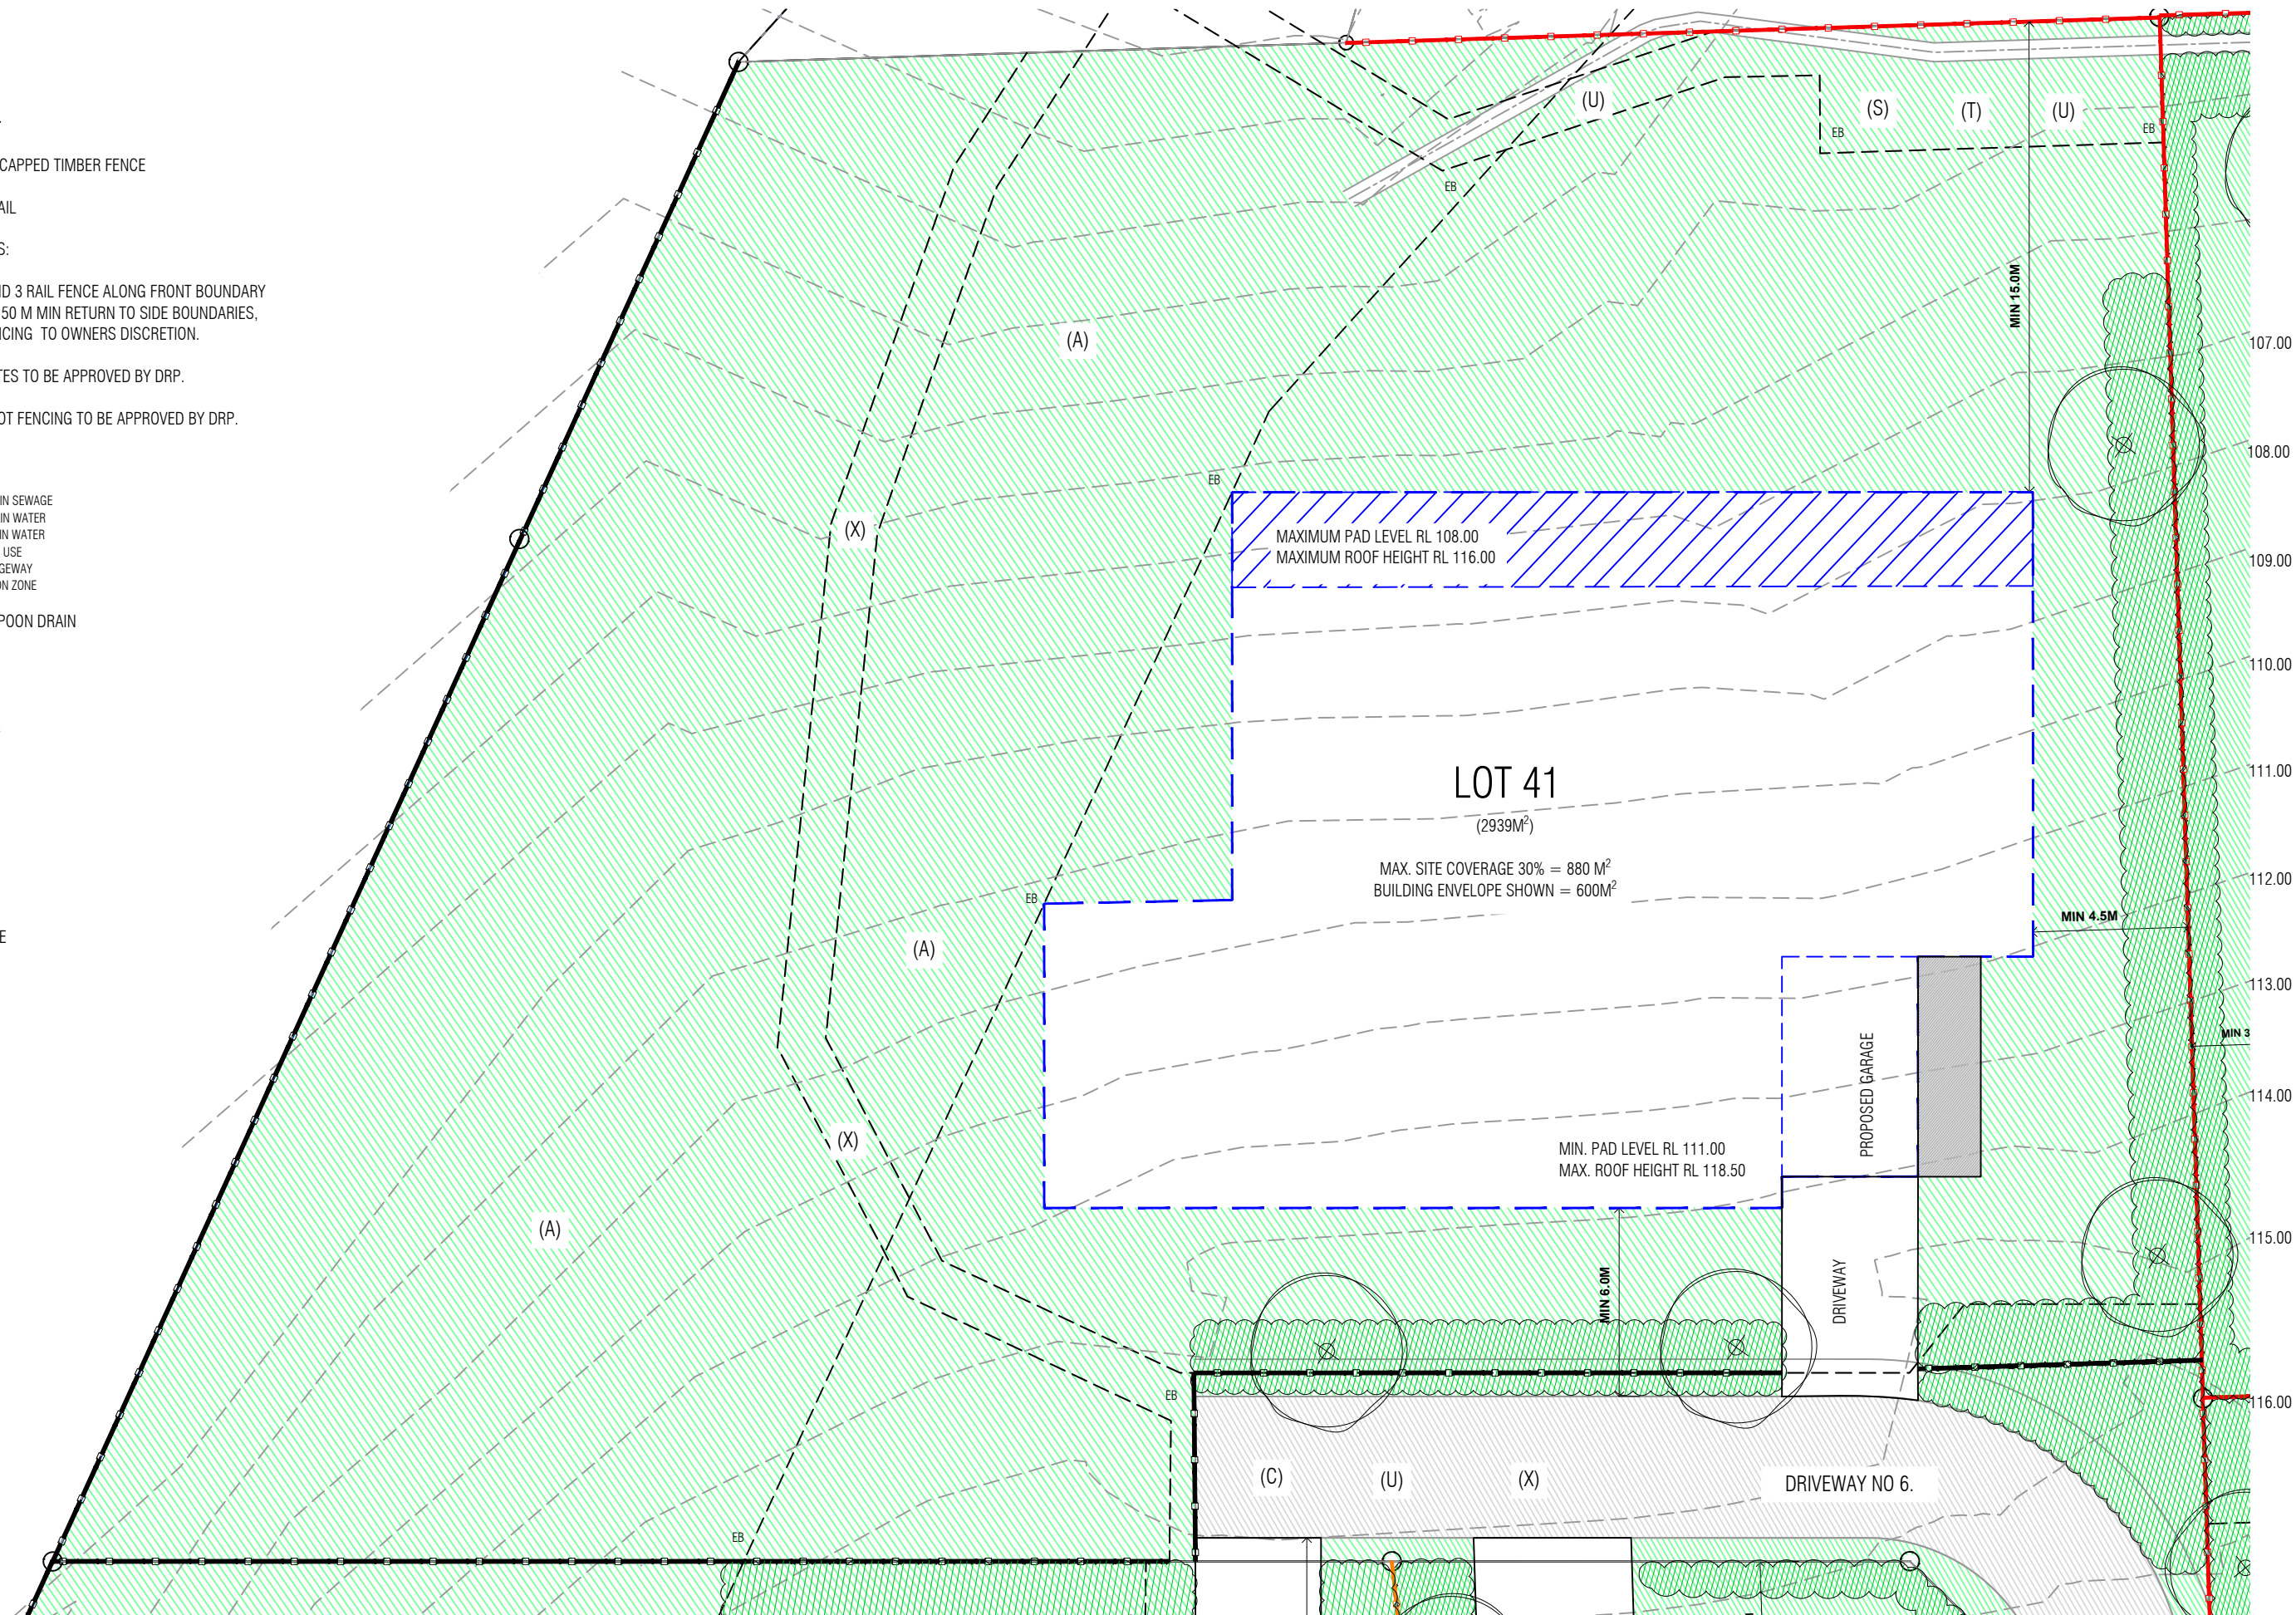 CAPPED TIMBER FENCE
AIL
S:
ND 3 RAIL FENCE ALONG FRONT BOUNDARY
50 M MIN RETURN TO SIDE BOUNDARIES,
NCING TO OWNERS DISCRETION.
TES TO BE APPROVED BY DRP.
OT FENCING TO BE APPROVED BY DRP.
IN SEWAGE
IN WATER
IN WATER
USE
GEWAY
ON ZONE
POON DRAIN
E
(U)
(S)
(T)
(U)
EB
EB
EB
MIN 15.0M
(A)
107.00
108.00
EB
(X)
MAXIMUM PAD LEVEL RL 108.00
MAXIMUM ROOF HEIGHT RL 116.00
109.00
110.00
LOT 41
(2939M²)
111.00
MAX. SITE COVERAGE 30% = 880 M²
BUILDING ENVELOPE SHOWN = 600M²
112.00
EB
MIN 4.5M
(A)
113.00
MIN 3
PROPOSED GARAGE
114.00
(X)
MIN. PAD LEVEL RL 111.00
MAX. ROOF HEIGHT RL 118.50
(A)
115.00
MIN 6.0M
DRIVEWAY
EB
116.00
(C)
(U)
(X)
DRIVEWAY NO 6.
EB